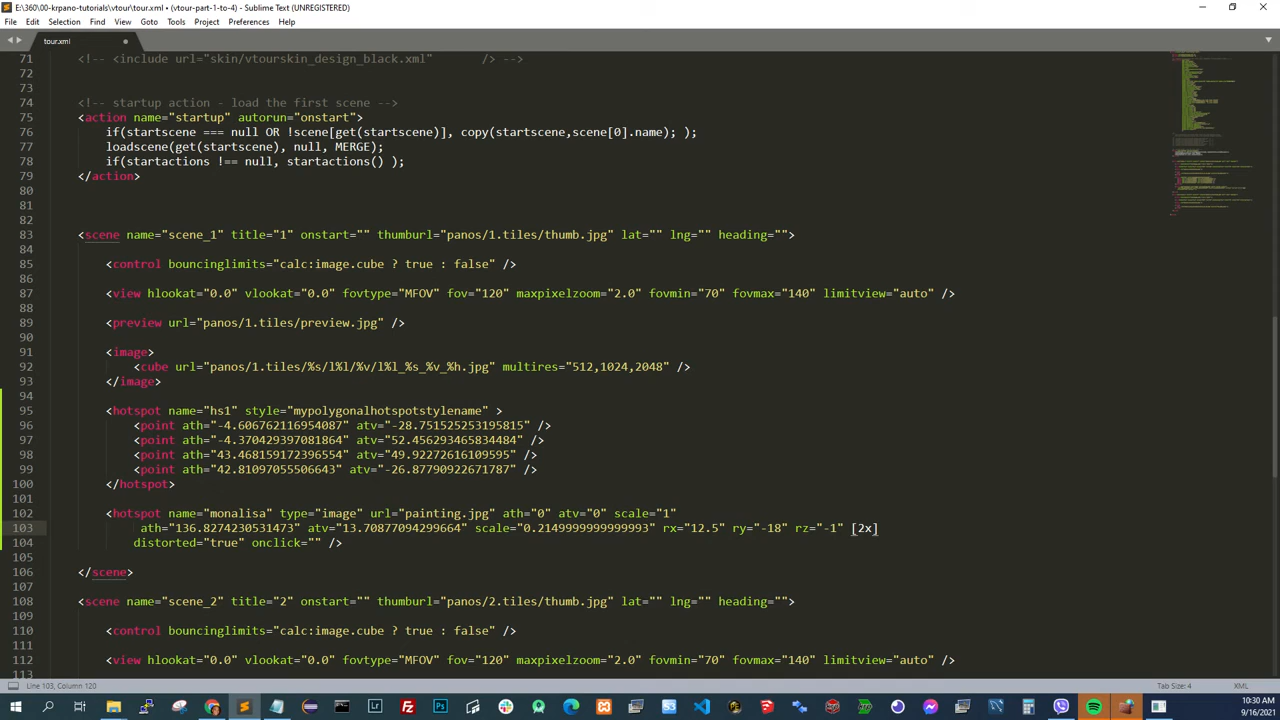 E:\360\00-krpano-tutorials\vtour\tour.xml • (vtour-part-1-to-4) - Sublime Text (UNREGISTERED)
File Edit Selection Find View Goto Tools Project Preferences Help
tour.xml
71 <!-- <include url="skin/vtourskin_design_black.xml" /> -->
72
73
74 <!-- startup action - load the first scene -->
75 <action name="startup" autorun="onstart">
76 if(startscene === null OR !scene[get(startscene)], copy(startscene,scene[0].name); );
77 loadscene(get(startscene), null, MERGE);
78 if(startactions !== null, startactions() );
79 </action>
80
81
82
83 <scene name="scene_1" title="1" onstart="" thumburl="panos/1.tiles/thumb.jpg" lat="" lng="" heading="">
84
85 <control bouncinglimits="calc:image.cube ? true : false" />
86
87 <view hlookat="0.0" vlookat="0.0" fovtype="MFOV" fov="120" maxpixelzoom="2.0" fovmin="70" fovmax="140" limitview="auto" />
88
89 <preview url="panos/1.tiles/preview.jpg" />
90
91 <image>
92 <cube url="panos/1.tiles/%s/l%l/%v/l%l_%s_%v_%h.jpg" multires="512,1024,2048" />
93 </image>
94
95 <hotspot name="hs1" style="mypolygonalhotspotstylename" >
96 <point ath="-4.606762116954087" atv="-28.751525253195815" />
97 <point ath="-4.370429397081864" atv="52.456293465834484" />
98 <point ath="43.468159172396554" atv="49.92272616109595" />
99 <point ath="42.81097055506643" atv="-26.87790922671787" />
100 </hotspot>
101
102 <hotspot name="monalisa" type="image" url="painting.jpg" ath="0" atv="0" scale="1"
103 ath="136.8274230531473" atv="13.70877094299664" scale="0.2149999999999993" rx="12.5" ry="-18" rz="-1" [2x]
104 distorted="true" onclick="" />
105
106 </scene>
107
108 <scene name="scene_2" title="2" onstart="" thumburl="panos/2.tiles/thumb.jpg" lat="" lng="" heading="">
109
110 <control bouncinglimits="calc:image.cube ? true : false" />
111
112 <view hlookat="0.0" vlookat="0.0" fovtype="MFOV" fov="120" maxpixelzoom="2.0" fovmin="70" fovmax="140" limitview="auto" />
113
Line 103, Column 120 Tab Size: 4 XML
10:30 AM
9/16/2021